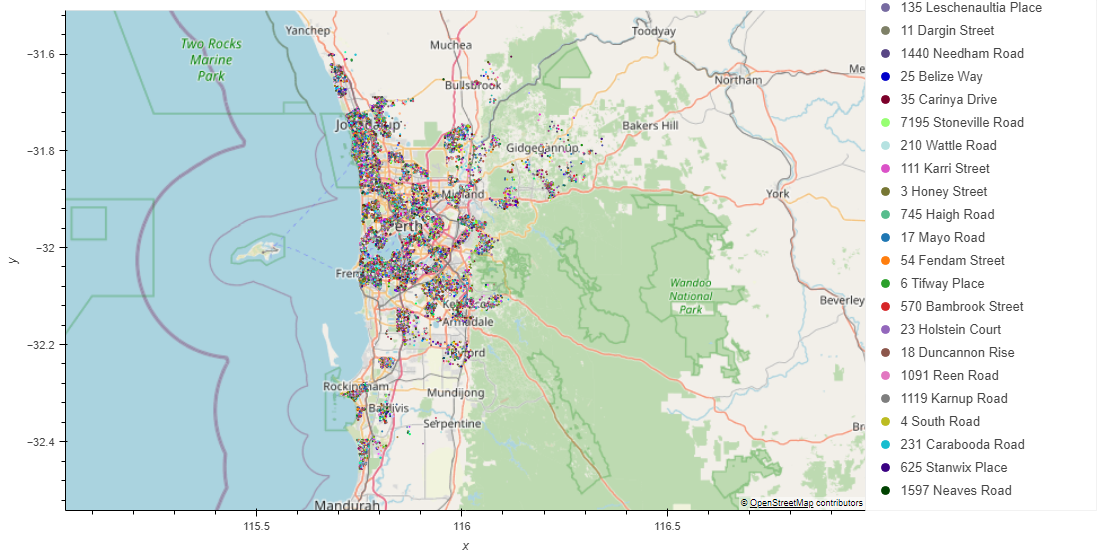 Yanchep
Toodyay
Two Rocks
Marine
Park
Muchea
Northam
Bullsbrook
Me
Bakers Hill
Gidgegannup
Midland
York
Perth
Wandoo
National
Park
Beverley
Armadale
Byford
Rockingham
Mundijong
Baldivis
Serpentine
Br
Mandurah
© OpenStreetMap contributors
−31.6
−31.8
−32
−32.2
−32.4
y
115.5
116
116.5
x
135 Leschenaultia Place
11 Dargin Street
1440 Needham Road
25 Belize Way
35 Carinya Drive
7195 Stoneville Road
210 Wattle Road
111 Karri Street
3 Honey Street
745 Haigh Road
17 Mayo Road
54 Fendam Street
6 Tifway Place
570 Bambrook Street
23 Holstein Court
18 Duncannon Rise
1091 Reen Road
1119 Karnup Road
4 South Road
231 Carabooda Road
625 Stanwix Place
1597 Neaves Road